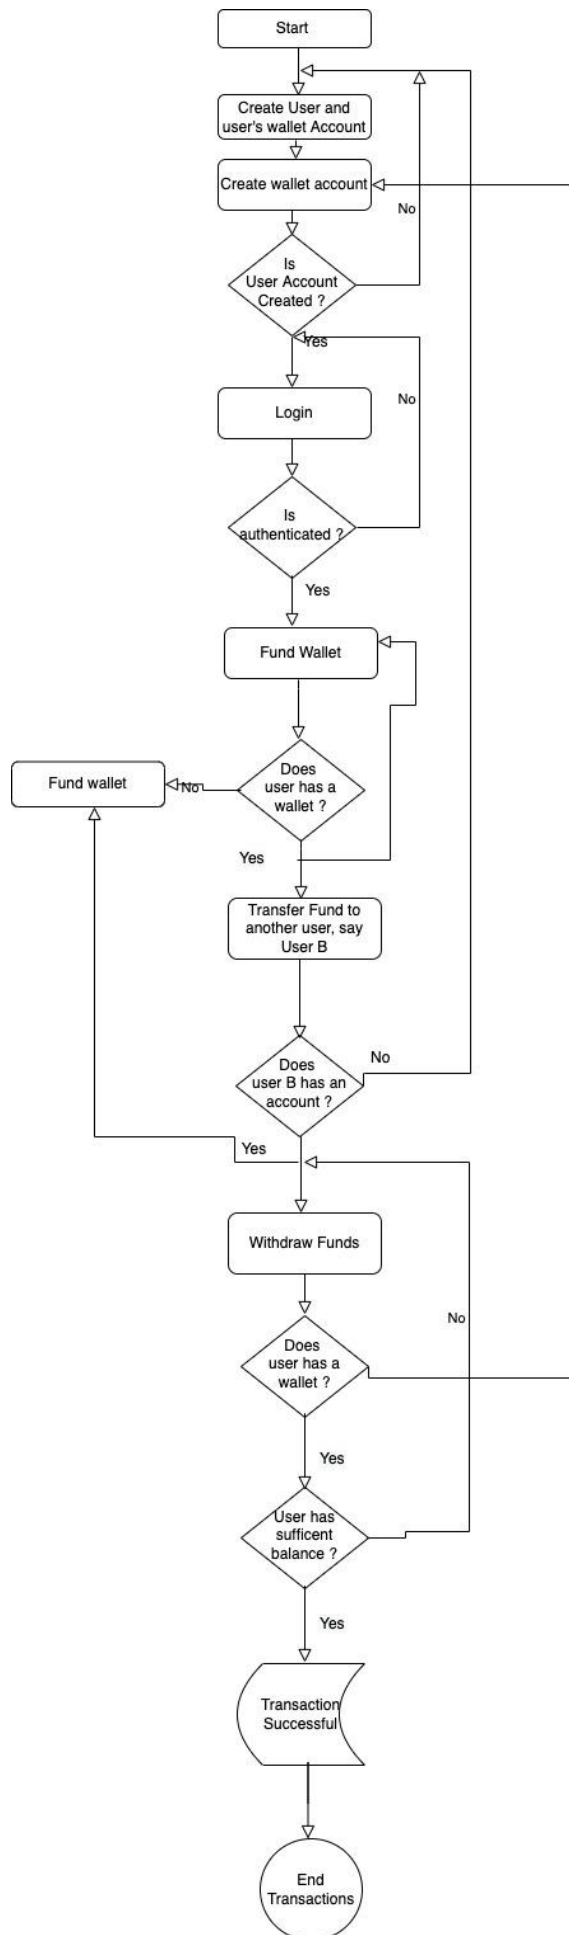 Start
Create User and
user's wallet Account
Create wallet account
No
Is
User Account
Created ?
Yes
No
Login
Is
authenticated ?
Yes
Fund Wallet
Does
user has a
wallet ?
Fund wallet
No
Yes
Transfer Fund to
another user, say
User B
Does
user B has an
account ?
No
Yes
Withdraw Funds
No
Does
user has a
wallet ?
Yes
User has
sufficent
balance ?
Yes
Transaction
Successful
End
Transactions